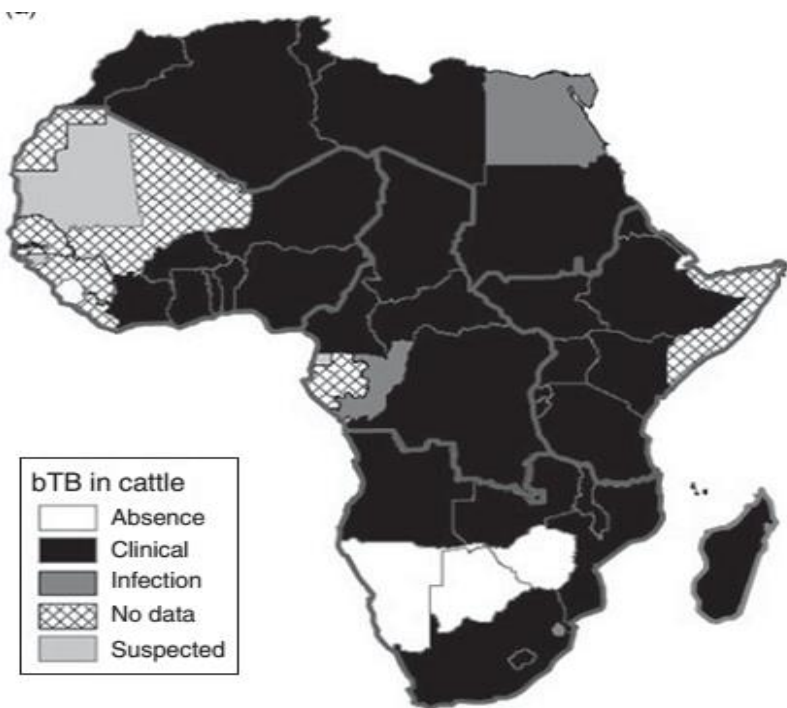 bTB in cattle
Absence
Clinical
Infection
No data
Suspected